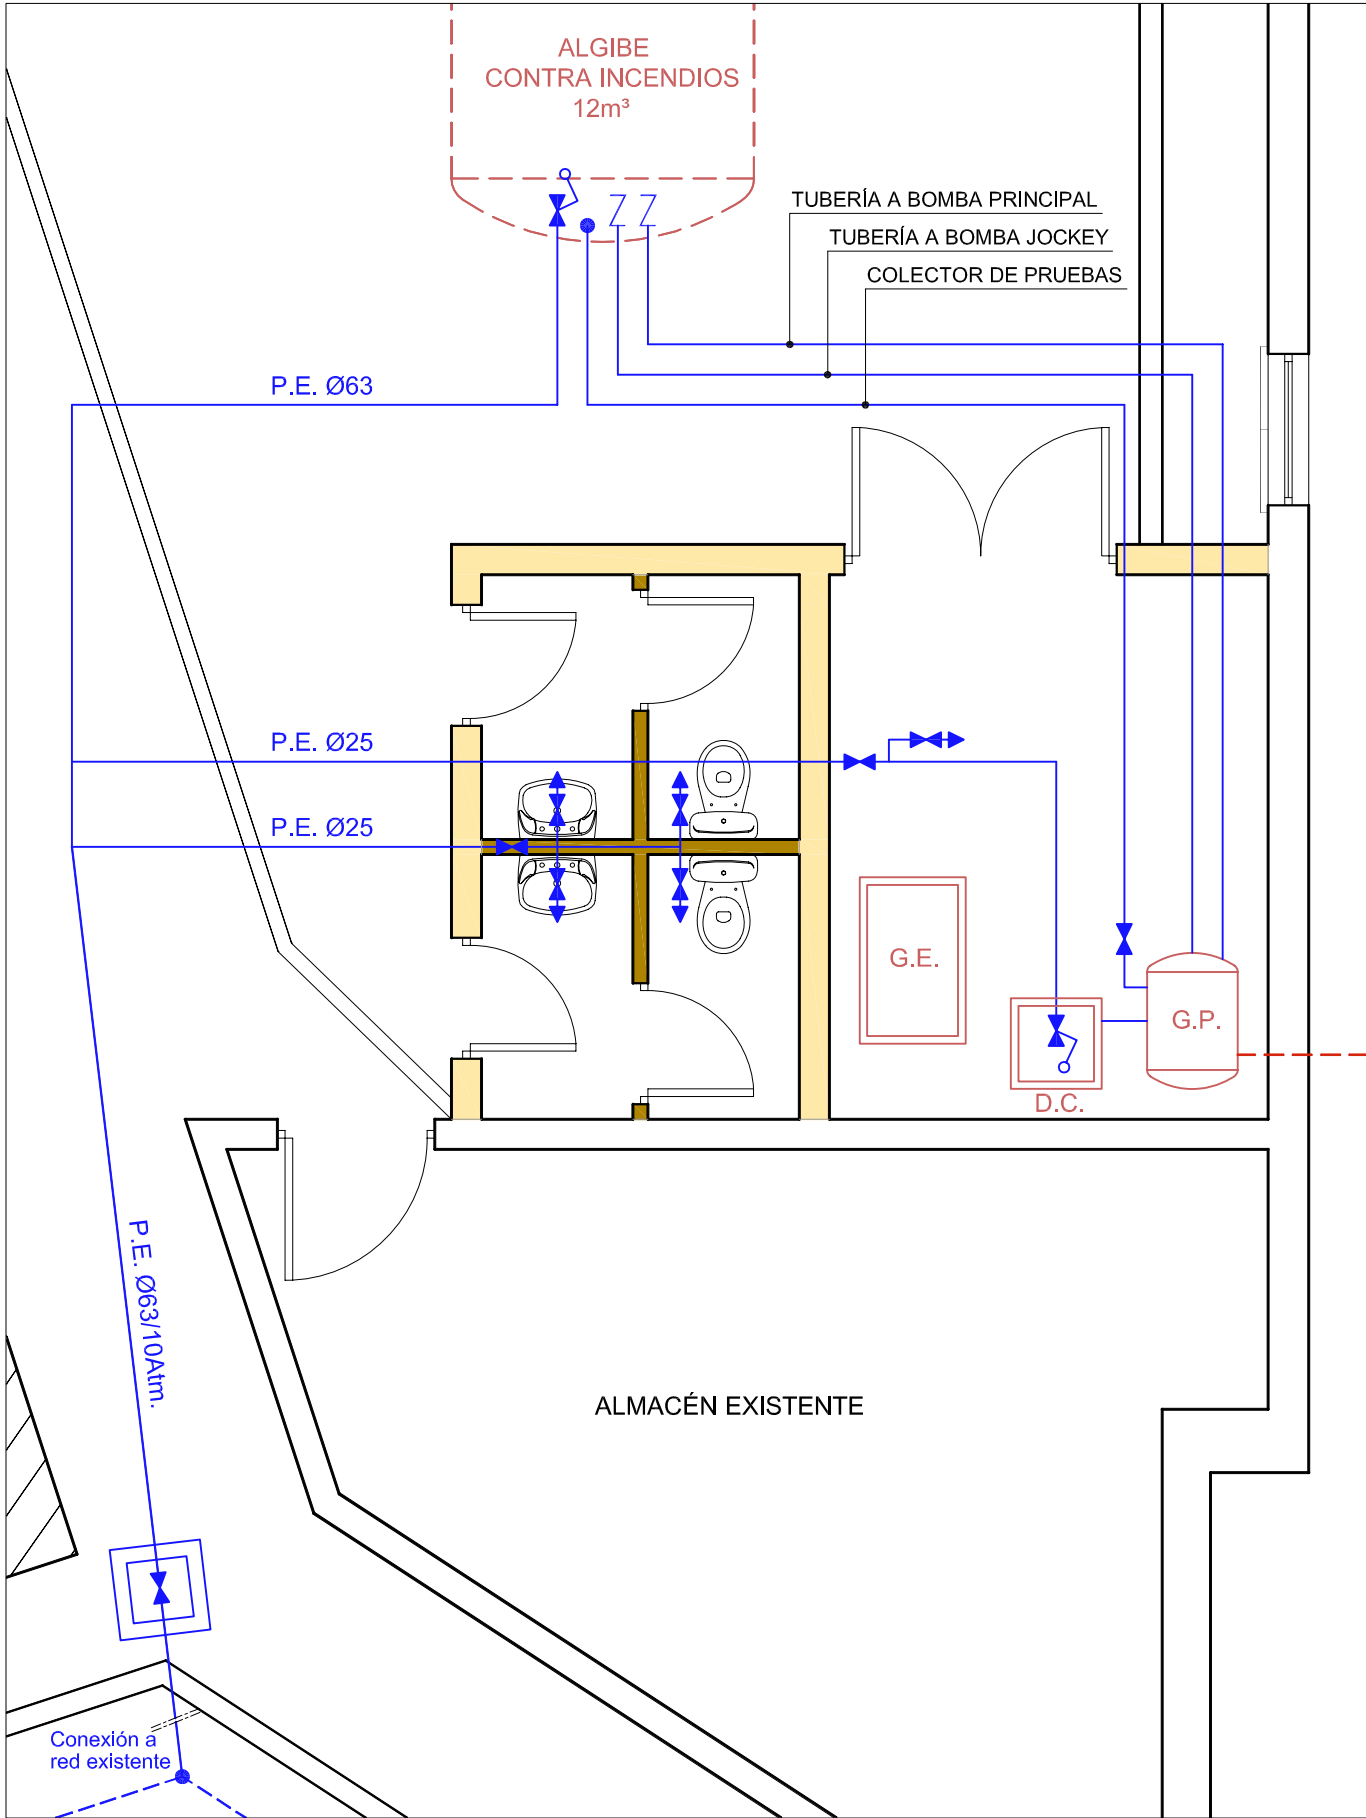 ALGIBE
CONTRA INCENDIOS
12m³
TUBERÍA A BOMBA PRINCIPAL
TUBERÍA A BOMBA JOCKEY
COLECTOR DE PRUEBAS
P.E. Ø63
P.E. Ø25
P.E. Ø25
G.E.
G.P.
D.C.
P.E. Ø63/10Atm.
ALMACÉN EXISTENTE
Conexión a
red existente